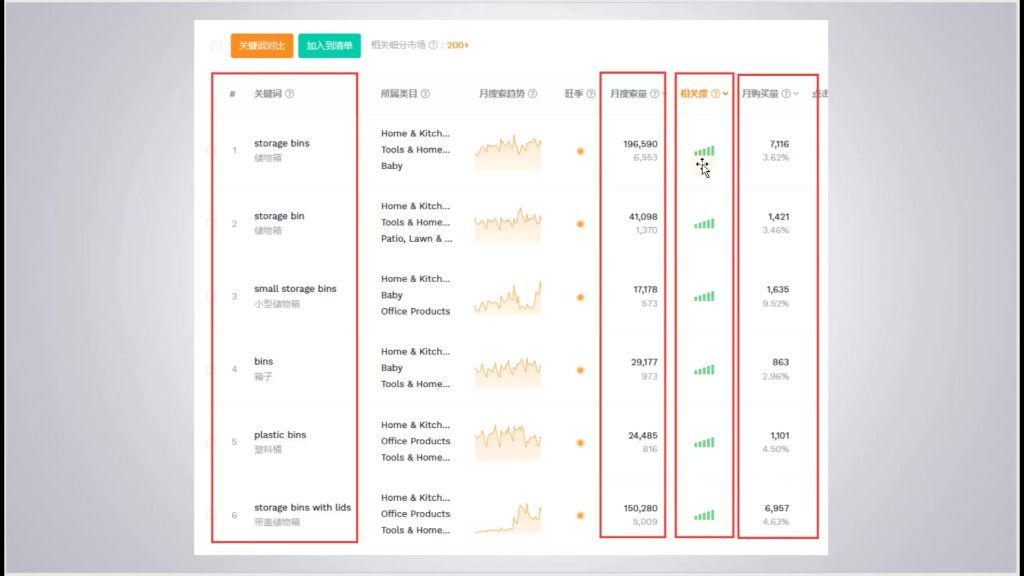 关键词对比 加入到清单 相关细分市场 ? : 200+
# 关键词 ? 所属类目 ? 月搜索趋势 ? 旺季 ? 月搜索量 ? 相关度 ? 月购买量 ? 点击
1 storage bins 储物箱 Home & Kitch... Tools & Home... Baby 196,590 6,553 7,116 3.62%
2 storage bin 储物箱 Home & Kitch... Tools & Home... Patio, Lawn & ... 41,098 1,370 1,421 3.46%
3 small storage bins 小型储物箱 Home & Kitch... Baby Office Products 17,178 573 1,635 9.52%
4 bins 箱子 Home & Kitch... Baby Tools & Home... 29,177 973 863 2.96%
5 plastic bins 塑料桶 Home & Kitch... Office Products Tools & Home... 24,485 816 1,101 4.50%
6 storage bins with lids 带盖储物箱 Home & Kitch... Office Products Tools & Home... 150,280 5,009 6,957 4.63%